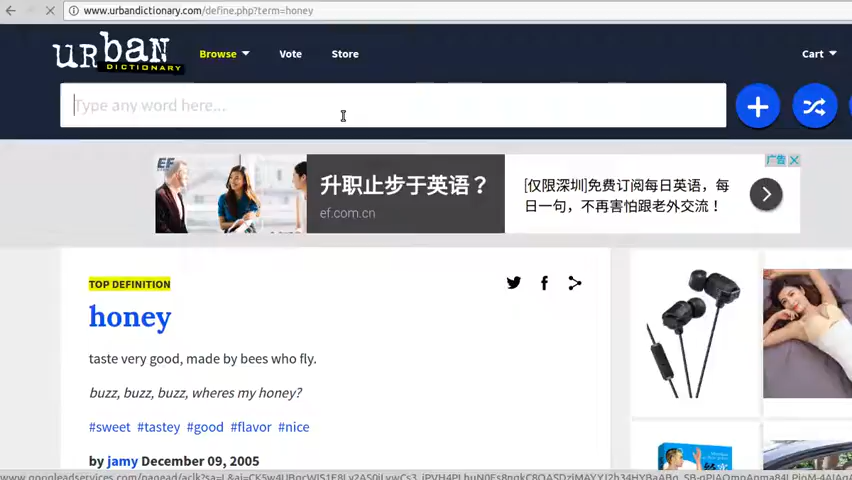 www.urbandictionary.com/define.php?term=honey
urban
DICTIONARY
Browse
Vote
Store
Cart
Type any word here...
EF
升职止步于英语？
ef.com.cn
[仅限深圳]免费订阅每日英语，每
日一句，不再害怕跟老外交流！
广告
TOP DEFINITION
honey
taste very good, made by bees who fly.
buzz, buzz, buzz, wheres my honey?
#sweet #tastey #good #flavor #nice
by jamy December 09, 2005